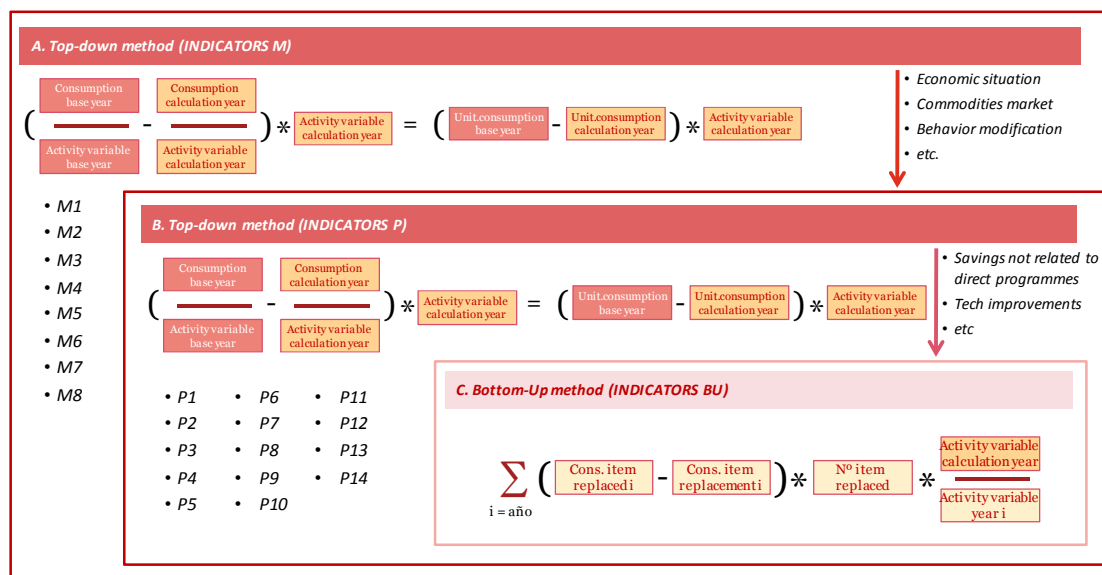 A. Top-down method (INDICATORS M)
Consumption
base year
Consumption
calculation year
( - ) * = ( - ) *
Activity variable
base year
Activity variable
calculation year
Activity variable
calculation year
Unit.consumption
base year
Unit.consumption
calculation year
Activity variable
calculation year
• Economic situation
• Commodities market
• Behavior modification
• etc.
• M1
• M2
• M3
• M4
• M5
• M6
• M7
• M8
B. Top-down method (INDICATORS P)
Consumption
base year
Consumption
calculation year
( - ) * = ( - ) *
Activity variable
base year
Activity variable
calculation year
Activity variable
calculation year
Unit.consumption
base year
Unit.consumption
calculation year
Activity variable
calculation year
• Savings not related to
direct programmes
• Tech improvements
• etc
• P1
• P2
• P3
• P4
• P5
• P6
• P7
• P8
• P9
• P10
• P11
• P12
• P13
• P14
C. Bottom-Up method (INDICATORS BU)
∑ ( - ) * *
i = año
Cons. item
replaced i
Cons. item
replacement i
Nº item
replaced
Activity variable
calculation year
Activity variable
year i